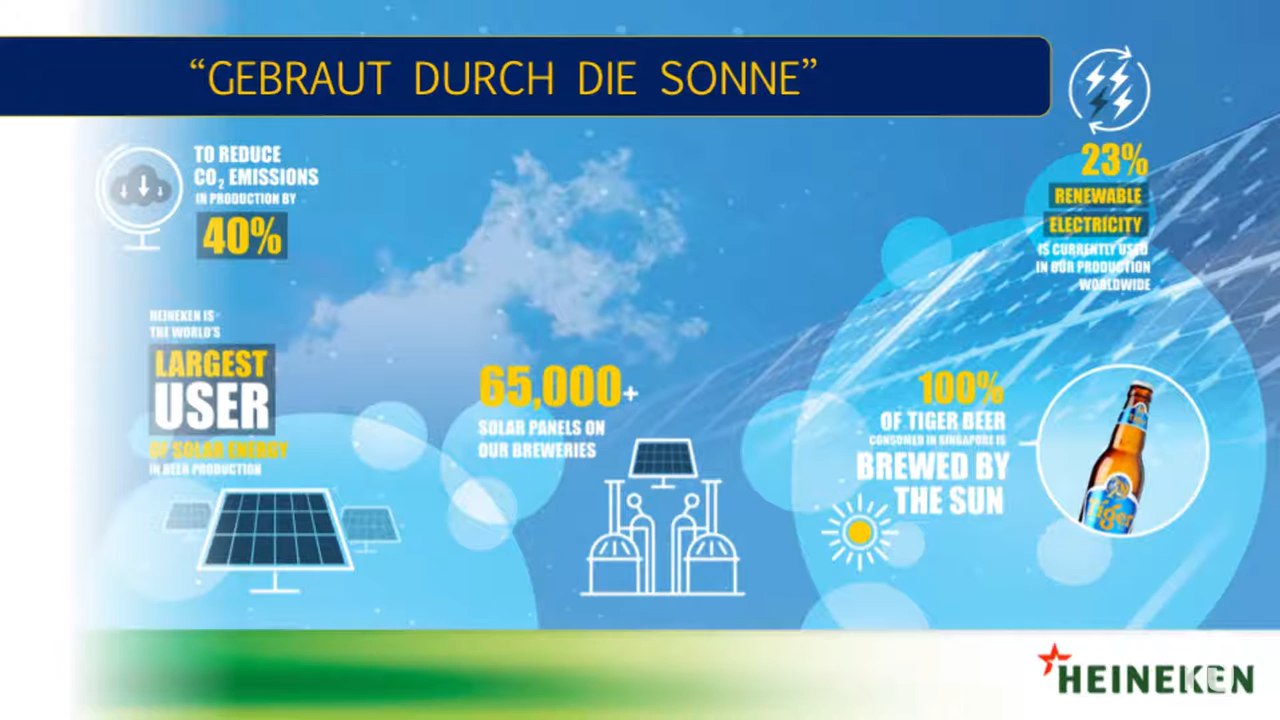 “GEBRAUT DURCH DIE SONNE”
TO REDUCE
CO₂ EMISSIONS
IN PRODUCTION BY
40%
23%
RENEWABLE
ELECTRICITY
IS CURRENTLY USED
IN OUR PRODUCTION
WORLDWIDE
HEINEKEN IS
THE WORLD'S
LARGEST
USER
OF SOLAR ENERGY
IN BEER PRODUCTION
65,000+
SOLAR PANELS ON
OUR BREWERIES
100%
OF TIGER BEER
CONSUMED IN SINGAPORE IS
BREWED BY
THE SUN
Tiger
HEINEKEN